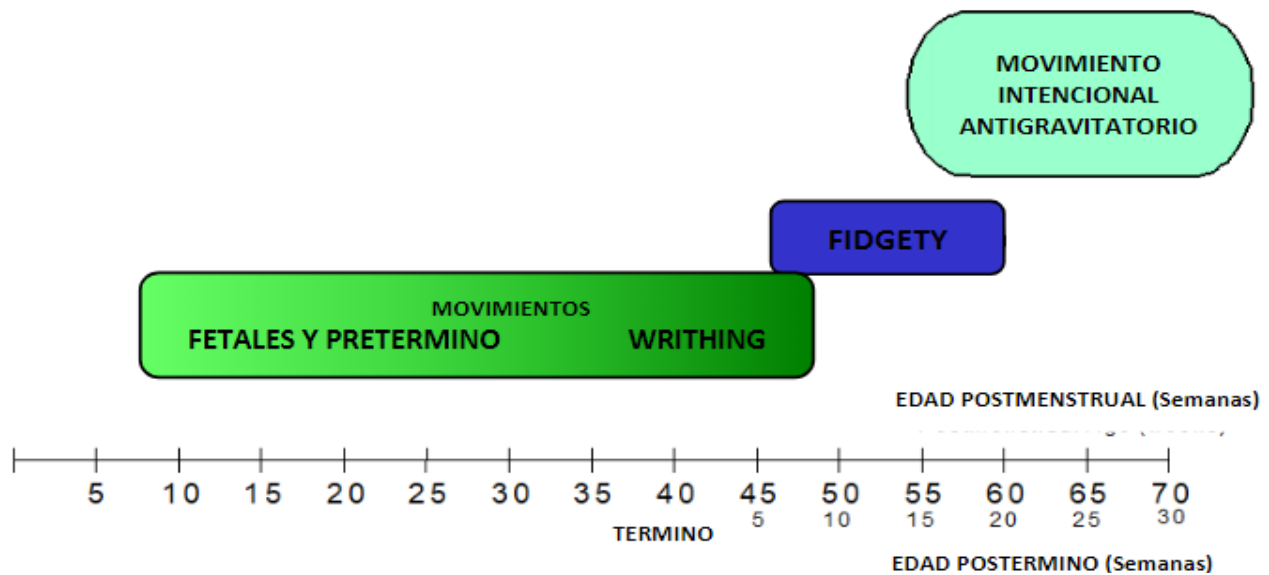 MOVIMIENTO
INTENCIONAL
ANTIGRAVITATORIO
FIDGETY
MOVIMIENTOS
FETALES Y PRETERMINO WRITHING
EDAD POSTMENSTRUAL (Semanas)
5 10 15 20 25 30 35 40 45 50 55 60 65 70
TERMINO 5 10 15 20 25 30
EDAD POSTERMINO (Semanas)